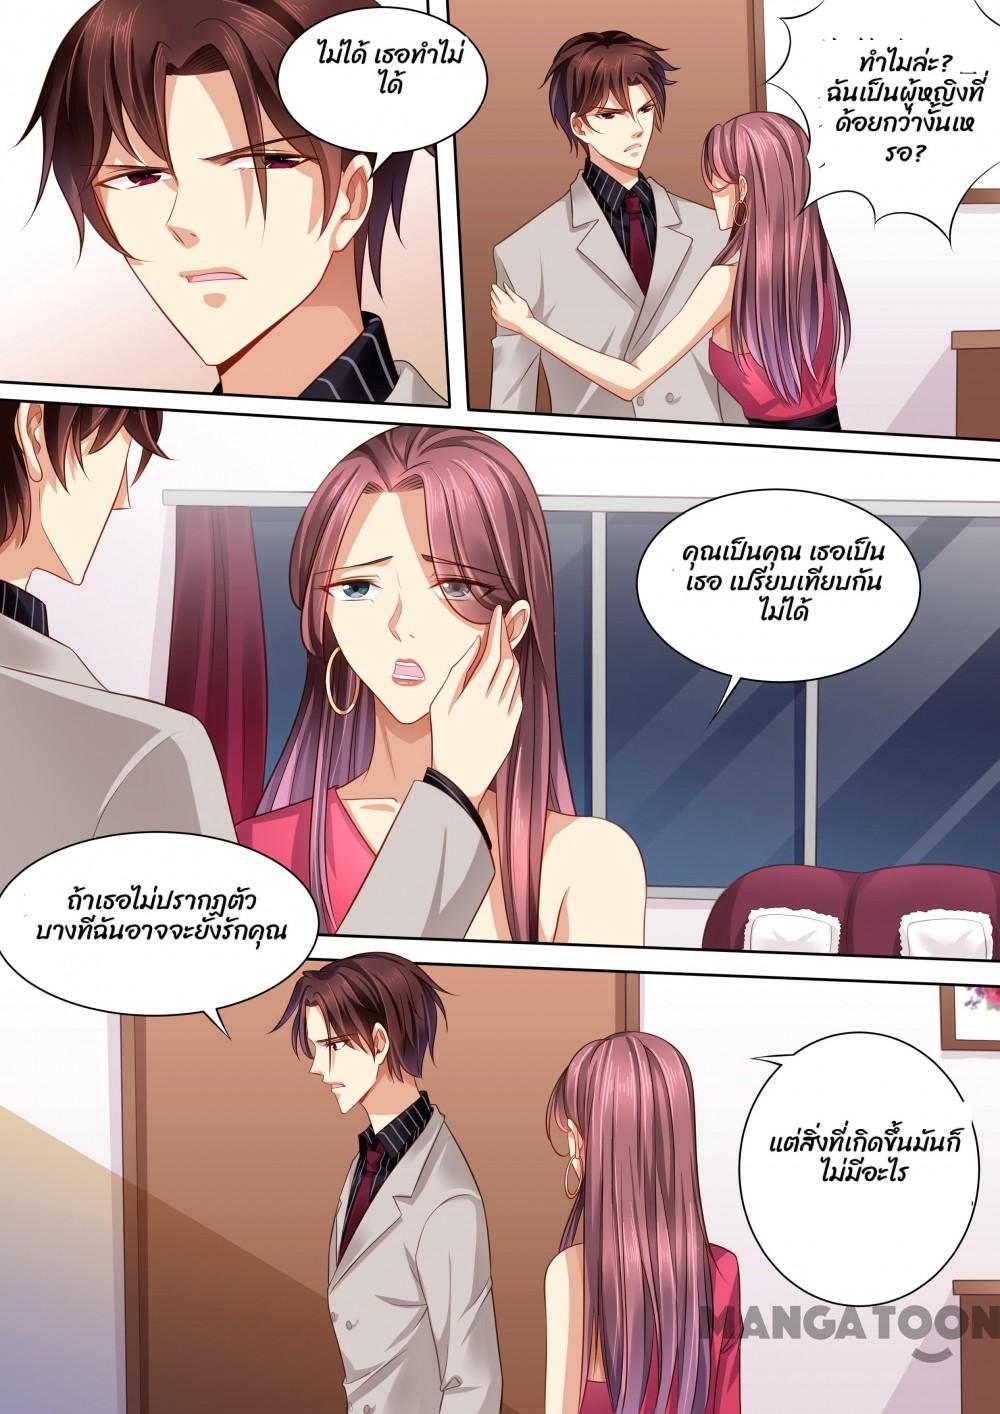 ไม่ได้ เธอทำไม่
ได้
ทำไมล่ะ?
ฉันเป็นผู้หญิงที่
ด้อยกว่างั้นเห
รอ?
คุณเป็นคุณ เธอเป็น
เธอ เปรียบเทียบกัน
ไม่ได้
ถ้าเธอไม่ปรากฏตัว
บางทีฉันอาจจะยังรักคุณ
แต่สิ่งที่เกิดขึ้นมันก็
ไม่มีอะไร
MANGATOON